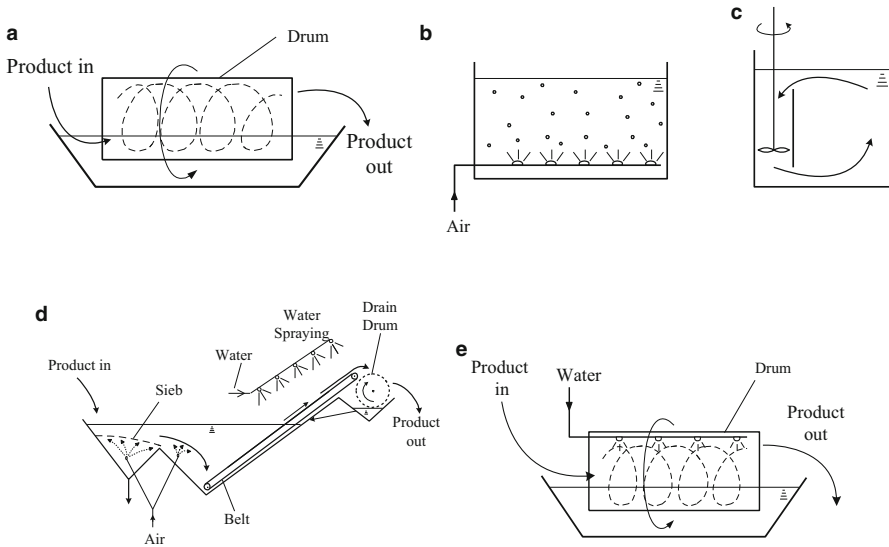 a
Drum
Product in
Product
out
b
Air
c
d
Water
Spraying
Drain
Drum
Water
Product in
Sieb
Product
out
Belt
Air
e
Product
in
Water
Drum
Product
out